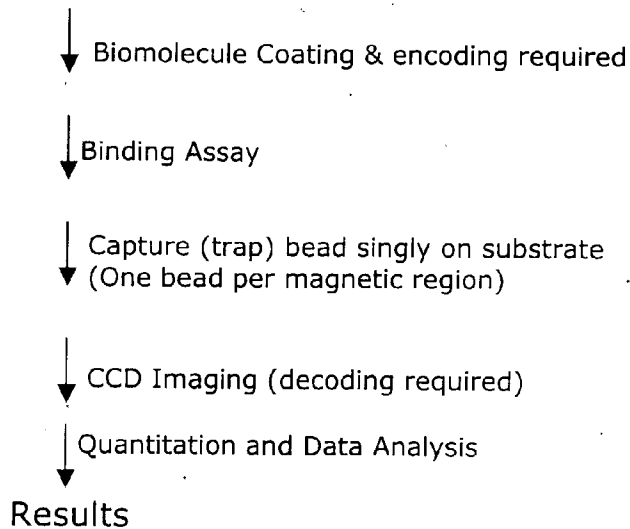 Biomolecule Coating & encoding required
Binding Assay
Capture (trap) bead singly on substrate
(One bead per magnetic region)
CCD Imaging (decoding required)
Quantitation and Data Analysis
Results